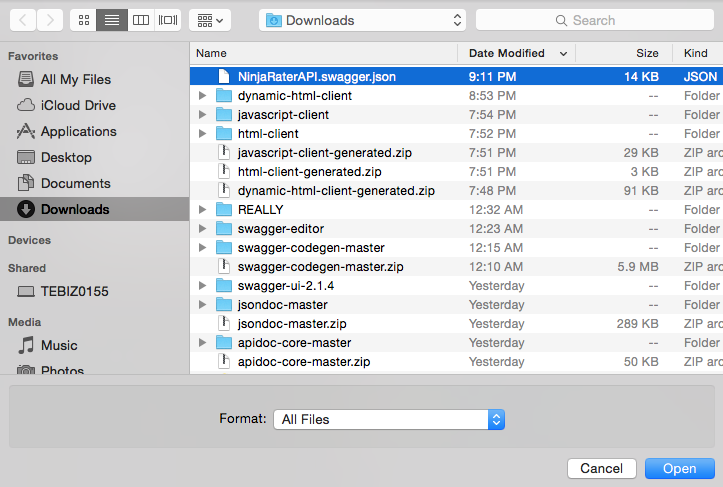 Downloads
Search
Favorites
All My Files
iCloud Drive
Applications
Desktop
Documents
Downloads
Devices
Shared
TEBIZ0155
Media
Music
Photos
Name Date Modified Size Kind
NinjaRaterAPI.swagger.json 9:11 PM 14 KB JSON
dynamic-html-client 8:53 PM -- Folder
javascript-client 7:54 PM -- Folder
html-client 7:52 PM -- Folder
javascript-client-generated.zip 7:51 PM 29 KB ZIP arc
html-client-generated.zip 7:51 PM 3 KB ZIP arc
dynamic-html-client-generated.zip 7:48 PM 91 KB ZIP arc
REALLY 12:32 AM -- Folder
swagger-editor 12:23 AM -- Folder
swagger-codegen-master 12:15 AM -- Folder
swagger-codegen-master.zip 12:10 AM 5.9 MB ZIP arc
swagger-ui-2.1.4 Yesterday -- Folder
jsondoc-master Yesterday -- Folder
jsondoc-master.zip Yesterday 289 KB ZIP arc
apidoc-core-master Yesterday -- Folder
apidoc-core-master.zip Yesterday 50 KB ZIP arc
Format: All Files
Cancel Open